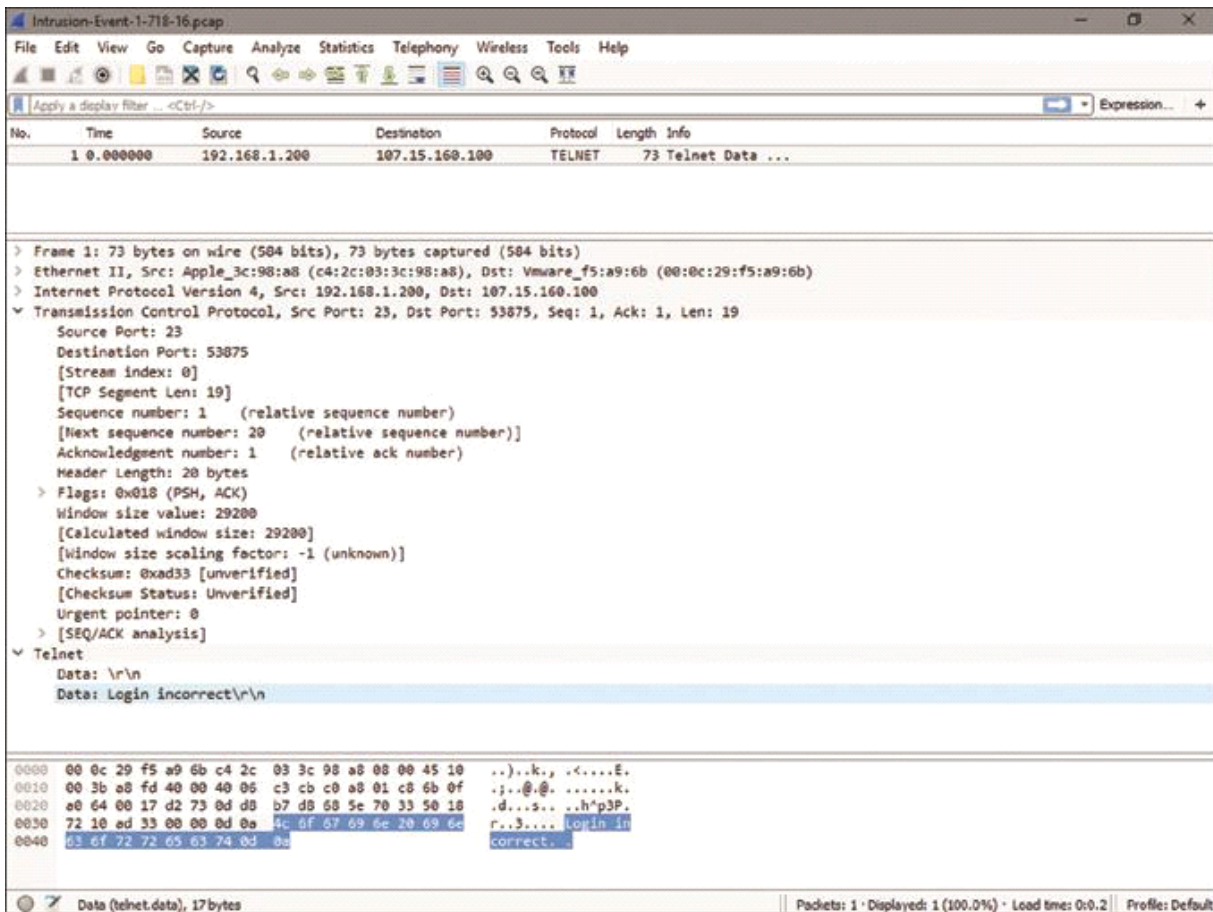 Intrusion-Event-1-718-16.pcap
File Edit View Go Capture Analyze Statistics Telephony Wireless Tools Help
Apply a display filter ... <Ctrl-/> Expression... +
No. Time Source Destination Protocol Length Info
1 0.000000 192.168.1.200 107.15.160.100 TELNET 73 Telnet Data ...
> Frame 1: 73 bytes on wire (584 bits), 73 bytes captured (584 bits)
> Ethernet II, Src: Apple_3c:98:a8 (c4:2c:03:3c:98:a8), Dst: Vmware_f5:a9:6b (00:0c:29:f5:a9:6b)
> Internet Protocol Version 4, Src: 192.168.1.200, Dst: 107.15.160.100
Transmission Control Protocol, Src Port: 23, Dst Port: 53875, Seq: 1, Ack: 1, Len: 19
Source Port: 23
Destination Port: 53875
[Stream index: 0]
[TCP Segment Len: 19]
Sequence number: 1 (relative sequence number)
[Next sequence number: 20 (relative sequence number)]
Acknowledgment number: 1 (relative ack number)
Header Length: 20 bytes
> Flags: 0x018 (PSH, ACK)
Window size value: 29200
[Calculated window size: 29200]
[Window size scaling factor: -1 (unknown)]
Checksum: 0xad33 [unverified]
[Checksum Status: Unverified]
Urgent pointer: 0
> [SEQ/ACK analysis]
Telnet
Data: \r\n
Data: Login incorrect\r\n
0000 00 0c 29 f5 a9 6b c4 2c 03 3c 98 a8 08 00 45 10 ..)..k., .<....E.
0010 00 3b a8 fd 40 00 40 06 c3 cb c0 a8 01 c8 6b 0f .;..@.@. ......k.
0020 a0 64 00 17 d2 73 0d d8 b7 d8 68 5e 70 33 50 18 .d...s.. ..h^p3P.
0030 72 10 ad 33 00 00 0d 0a 4c 6f 67 69 6e 20 69 6e r..3.... Login in
0040 63 6f 72 72 65 63 74 0d 0a correct. .
Data (telnet.data), 17 bytes Packets: 1 · Displayed: 1 (100.0%) · Load time: 0:0.2 Profile: Default